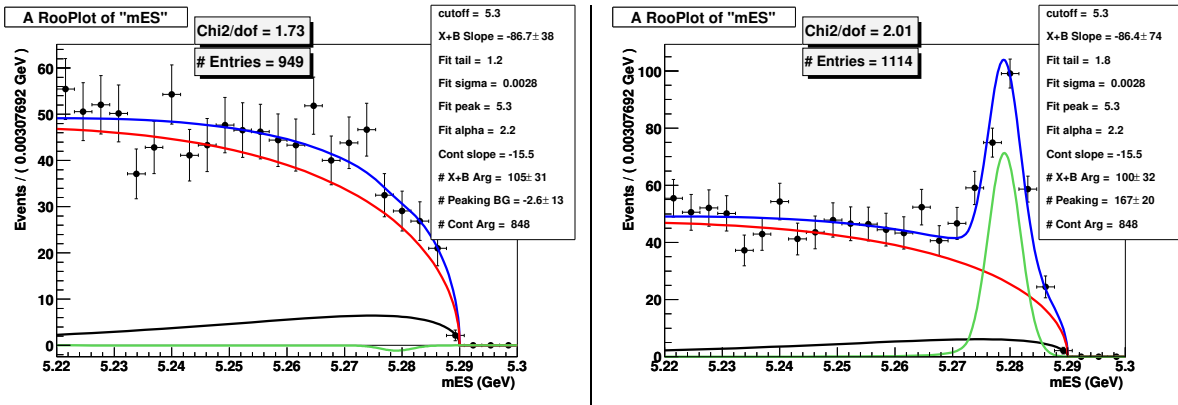 A RooPlot of "mES"
Chi2/dof = 1.73
# Entries = 949
cutoff = 5.3
X+B Slope = -86.7± 38
Fit tail = 1.2
Fit sigma = 0.0028
Fit peak = 5.3
Fit alpha = 2.2
Cont slope = -15.5
# X+B Arg = 105± 31
# Peaking BG = -2.6± 13
# Cont Arg = 848
Events / ( 0.00307692 GeV )
60
50
40
30
20
10
0
5.22 5.23 5.24 5.25 5.26 5.27 5.28 5.29 5.3
mES (GeV)
A RooPlot of "mES"
Chi2/dof = 2.01
# Entries = 1114
cutoff = 5.3
X+B Slope = -86.4± 74
Fit tail = 1.8
Fit sigma = 0.0028
Fit peak = 5.3
Fit alpha = 2.2
Cont slope = -15.5
# X+B Arg = 100± 32
# Peaking = 167± 20
# Cont Arg = 848
Events / ( 0.00307692 GeV )
100
80
60
40
20
0
5.22 5.23 5.24 5.25 5.26 5.27 5.28 5.29 5.3
mES (GeV)